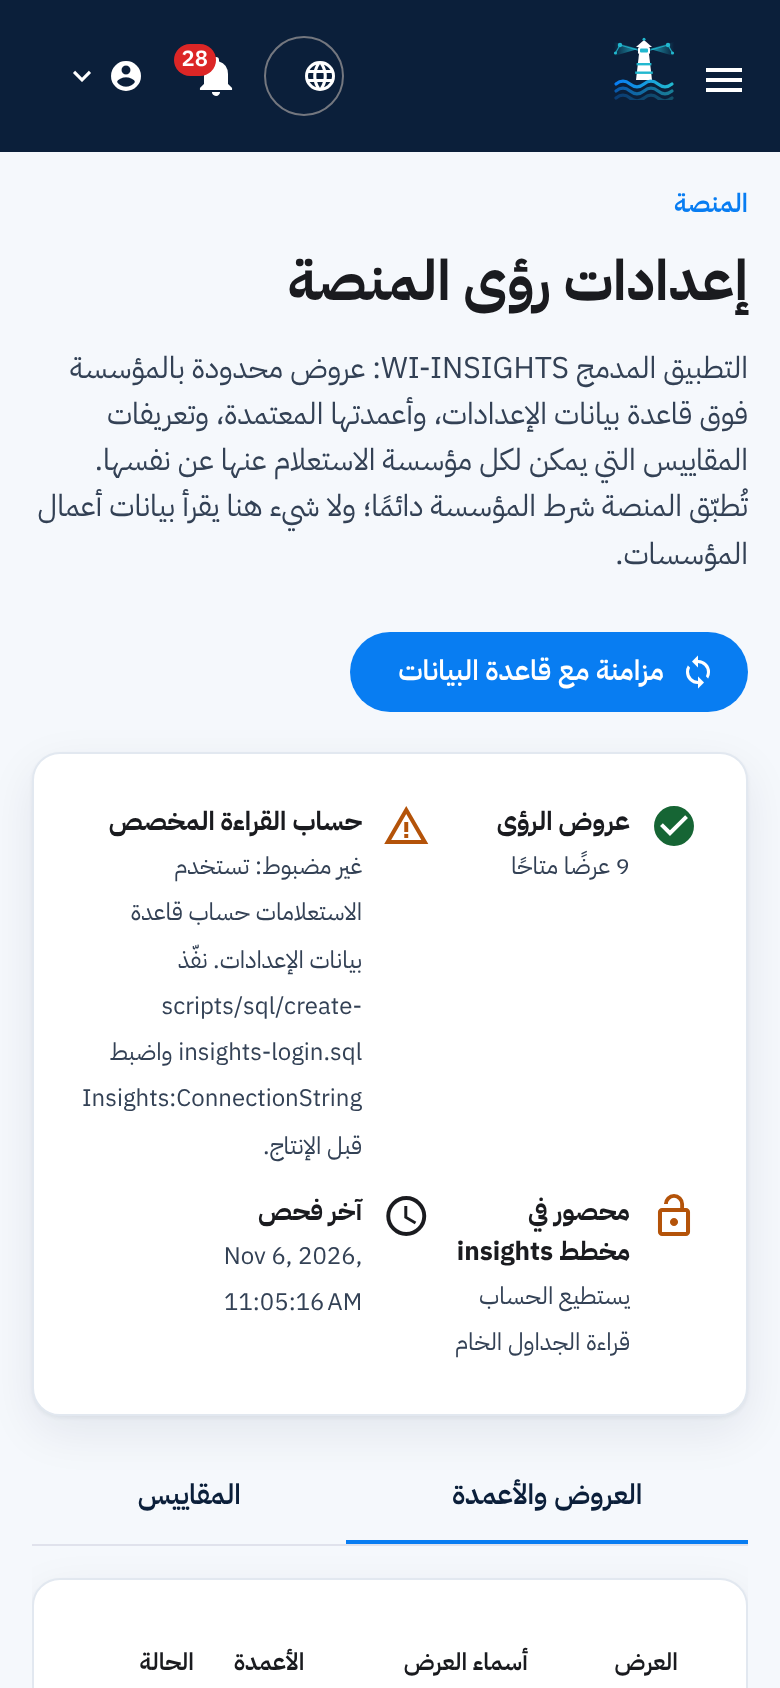 28
المنصة
إعدادات رؤى المنصة
التطبيق المدمج WI-INSIGHTS: عروض محدودة بالمؤسسة
فوق قاعدة بيانات الإعدادات، وأعمدتها المعتمدة، وتعريفات
المقاييس التي يمكن لكل مؤسسة الاستعلام عنها عن نفسها.
تُطبّق المنصة شرط المؤسسة دائمًا؛ ولا شيء هنا يقرأ بيانات أعمال
المؤسسات.
مزامنة مع قاعدة البيانات
عروض الرؤى
9 عرضًا متاحًا
حساب القراءة المخصص
غير مضبوط: تستخدم
الاستعلامات حساب قاعدة
بيانات الإعدادات. نفّذ
scripts/sql/create-
insights-login.sql واضبط
Insights:ConnectionString
قبل الإنتاج.
محصور في
مخطط insights
يستطيع الحساب
قراءة الجداول الخام
آخر فحص
Nov 6, 2026,
11:05:16 AM
العروض والأعمدة
المقاييس
العرض أسماء العرض الأعمدة الحالة